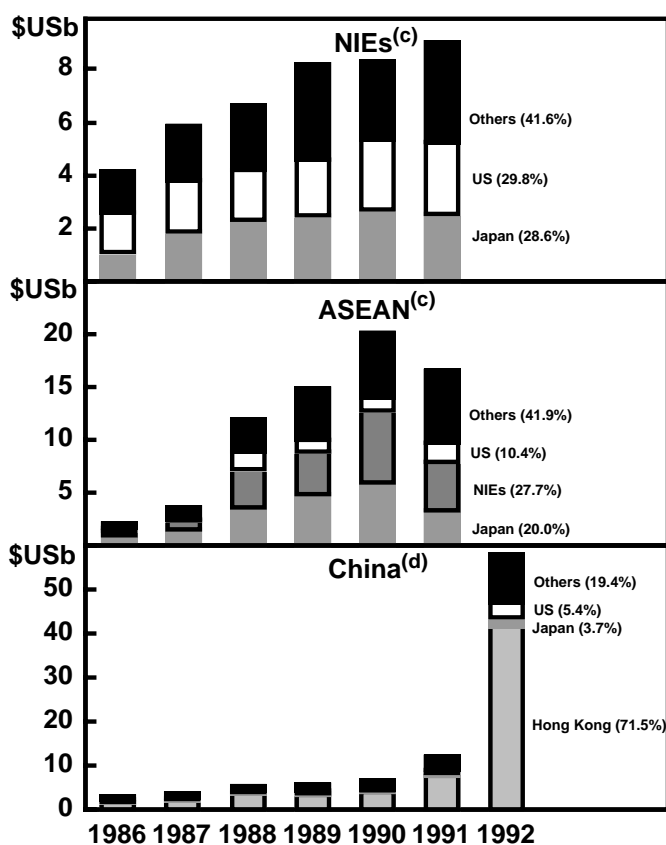 $USb
NIEs(c)
8
6
4
2
Others (41.6%)
US (29.8%)
Japan (28.6%)
$USb
ASEAN(c)
20
15
10
5
Others (41.9%)
US (10.4%)
NIEs (27.7%)
Japan (20.0%)
$USb
China(d)
50
40
30
20
10
0
Others (19.4%)
US (5.4%)
Japan (3.7%)
Hong Kong (71.5%)
1986 1987 1988 1989 1990 1991 1992